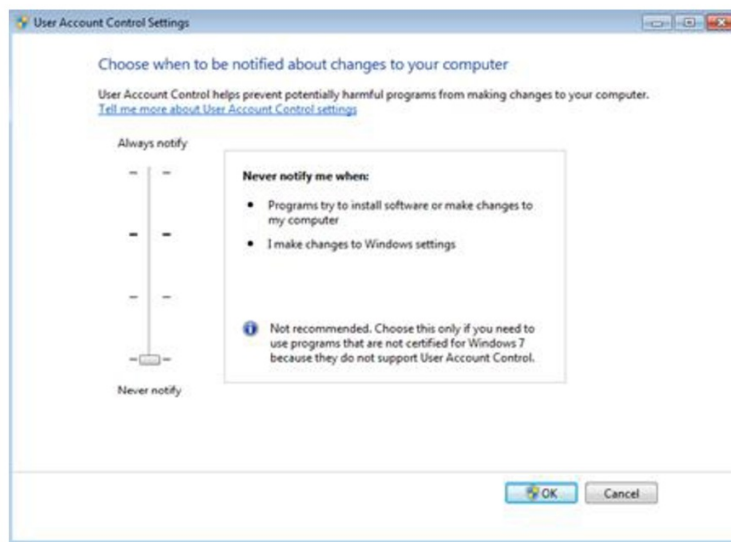 User Account Control Settings
Choose when to be notified about changes to your computer
User Account Control helps prevent potentially harmful programs from making changes to your computer.
Tell me more about User Account Control settings
Always notify
Never notify me when:
• Programs try to install software or make changes to
my computer
• I make changes to Windows settings
Not recommended. Choose this only if you need to
use programs that are not certified for Windows 7
because they do not support User Account Control.
Never notify
OK
Cancel